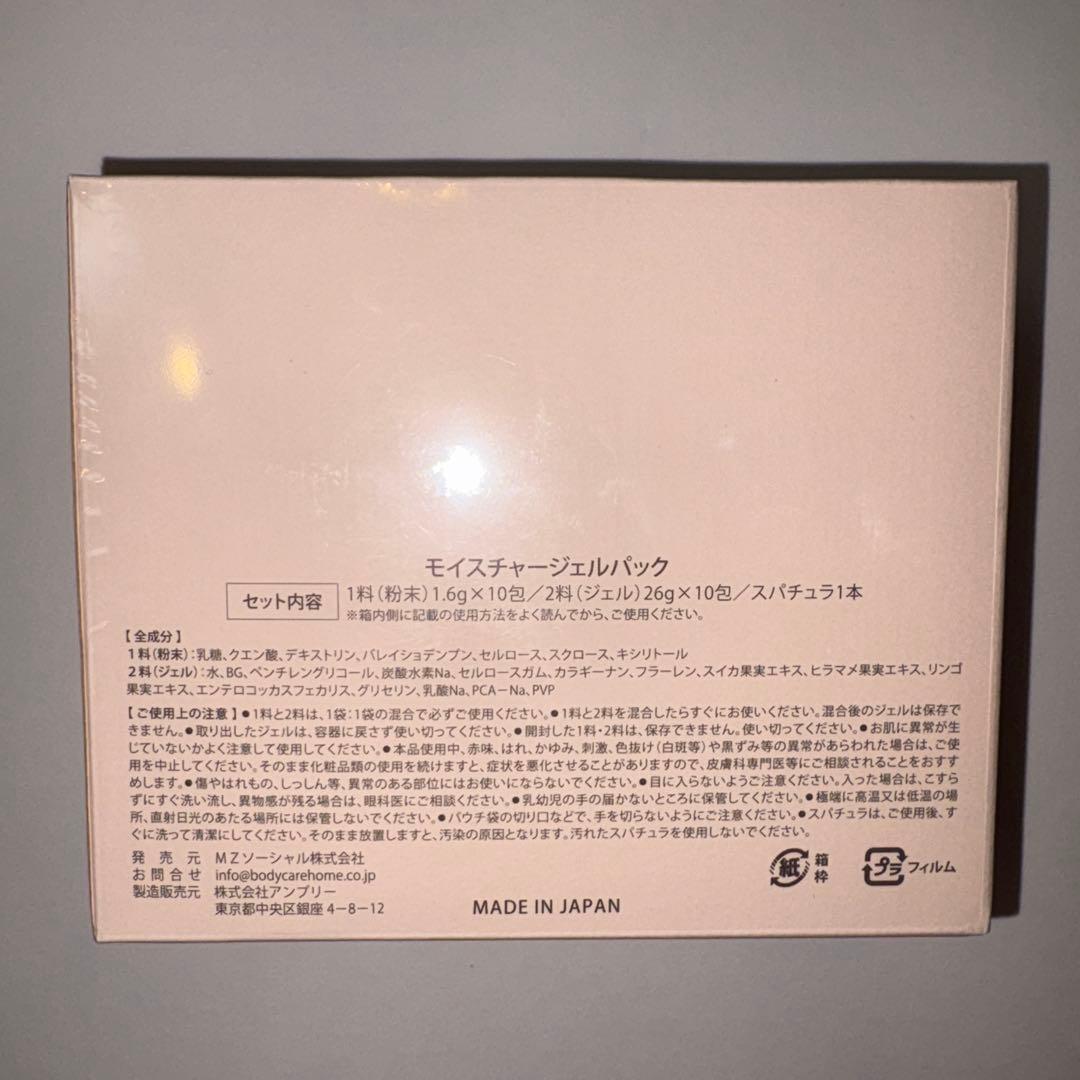 モイスチャージェルパック
セット内容 1料（粉末）1.6g×10包／2料（ジェル）26g×10包／スパチュラ1本
※箱内側に記載の使用方法をよく読んでから、ご使用ください。
【全成分】
1料（粉末）：乳糖、クエン酸、デキストリン、バレイショデンプン、セルロース、スクロース、キシリトール
2料（ジェル）：水、BG、ペンチレングリコール、炭酸水素Na、セルロースガム、カラギーナン、フラーレン、スイカ果実エキス、ヒラマメ果実エキス、リンゴ
果実エキス、エンテロコッカスフェカリス、グリセリン、乳酸Na、PCA－Na、PVP
【ご使用上の注意】●1料と2料は、1袋：1袋の混合で必ずご使用ください。●1料と2料を混合したらすぐにお使いください。混合後のジェルは保存で
きません。●取り出したジェルは、容器に戻さず使い切ってください。●開封した1料・2料は、保存できません。使い切ってください。●お肌に異常が生
じていないかよく注意して使用してください。●本品使用中、赤味、はれ、かゆみ、刺激、色抜け（白斑等）や黒ずみ等の異常があらわれた場合は、ご使
用を中止してください。そのまま化粧品類の使用を続けますと、症状を悪化させることがありますので、皮膚科専門医等にご相談されることをおすす
めします。●傷やはれもの、しっしん等、異常のある部位にはお使いにならないでください。●目に入らないようご注意ください。入った場合は、こすら
ずにすぐ洗い流し、異物感が残る場合は、眼科医にご相談ください。●乳幼児の手の届かないところに保管してください。●極端に高温又は低温の場
所、直射日光のあたる場所には保管しないでください。●パウチ袋の切り口などで、手を切らないようにご注意ください。●スパチュラは、ご使用後、す
ぐに洗って清潔にしてください。そのまま放置しますと、汚染の原因となります。汚れたスパチュラを使用しないでください。
発売元 MZソーシャル株式会社
お問合せ info@bodycarehome.co.jp
製造販売元 株式会社アンプリー
東京都中央区銀座4－8－12
MADE IN JAPAN
紙 箱
枠
プラ フィルム